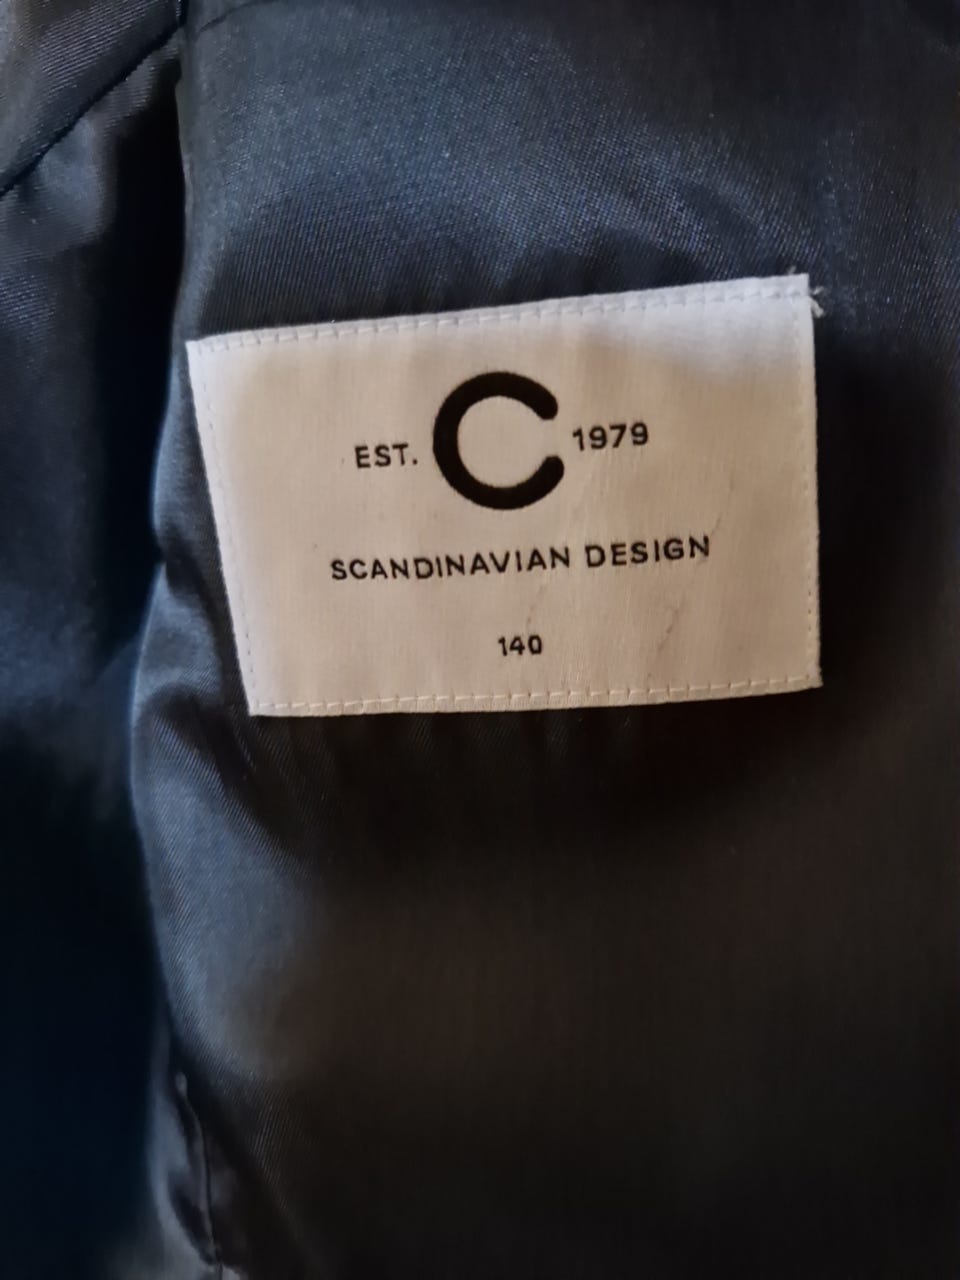 EST. C 1979
SCANDINAVIAN DESIGN
140